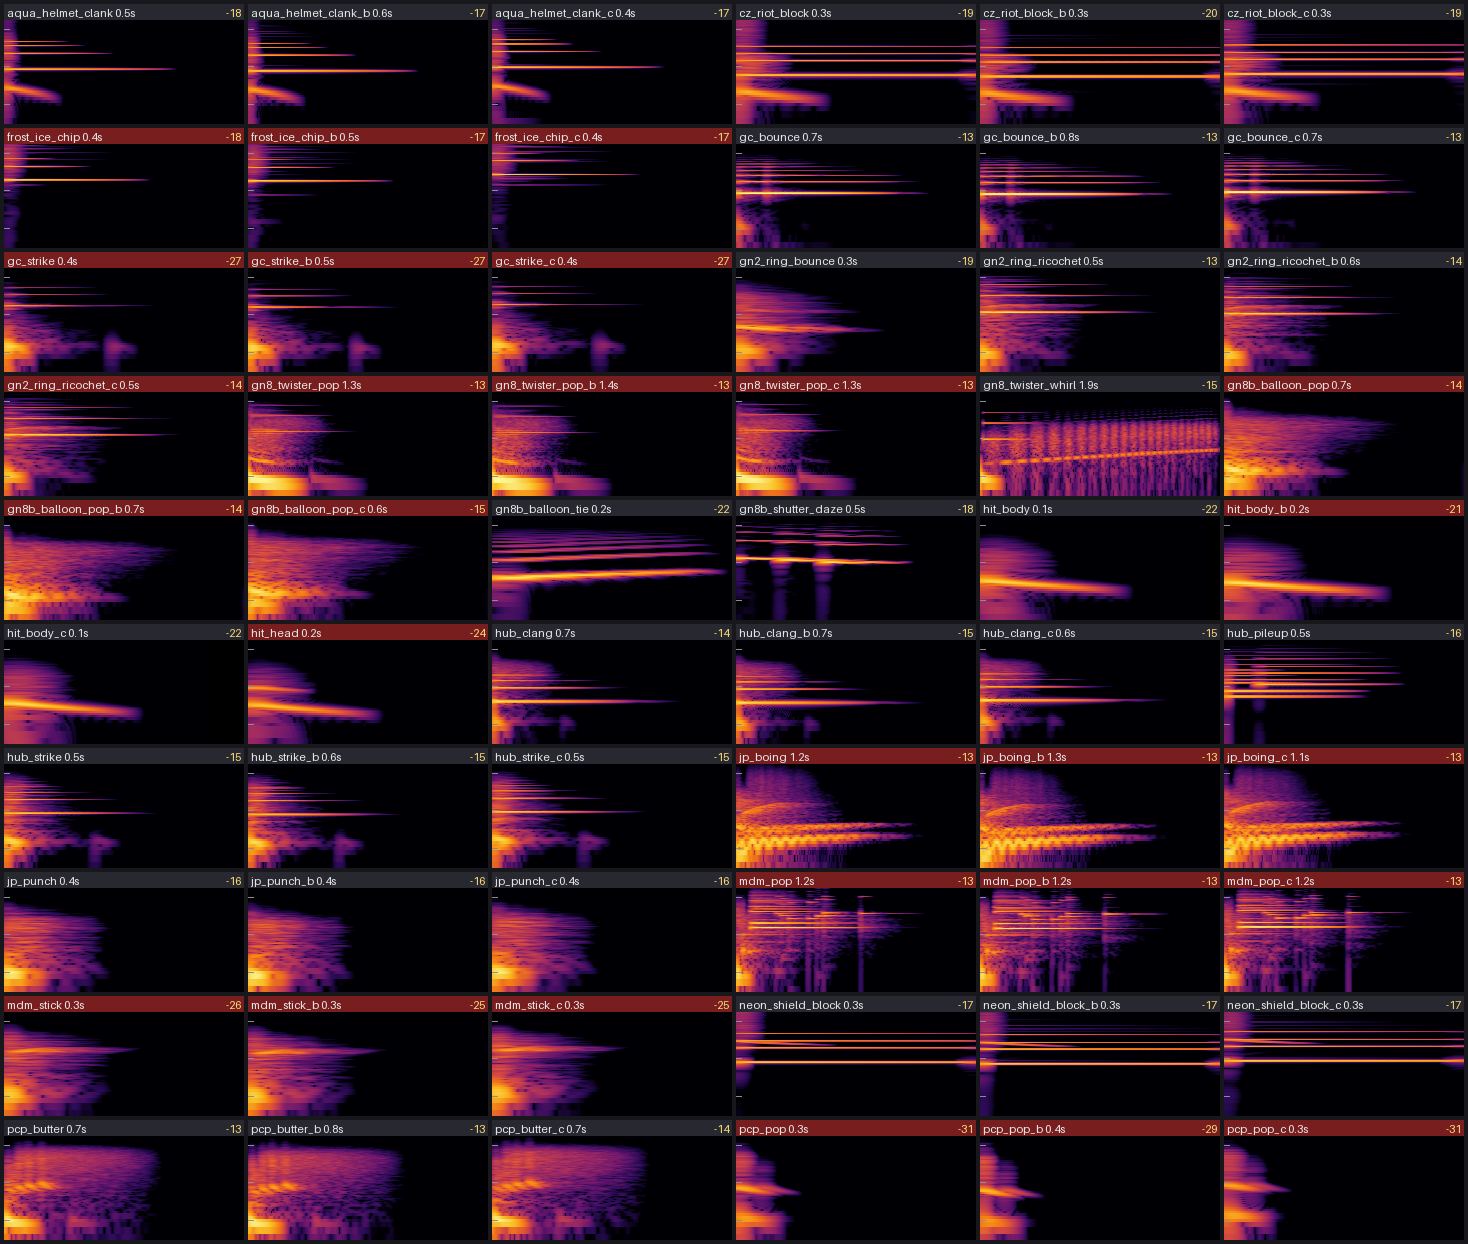 aqua_helmet_clank 0.5s -18 aqua_helmet_clank_b 0.6s -17 aqua_helmet_clank_c 0.4s -17 cz_riot_block 0.3s -19 cz_riot_block_b 0.3s -20 cz_riot_block_c 0.3s -19
frost_ice_chip 0.4s -18 frost_ice_chip_b 0.5s -17 frost_ice_chip_c 0.4s -17 gc_bounce 0.7s -13 gc_bounce_b 0.8s -13 gc_bounce_c 0.7s -13
gc_strike 0.4s -27 gc_strike_b 0.5s -27 gc_strike_c 0.4s -27 gn2_ring_bounce 0.3s -19 gn2_ring_ricochet 0.5s -13 gn2_ring_ricochet_b 0.6s -14
gn2_ring_ricochet_c 0.5s -14 gn8_twister_pop 1.3s -13 gn8_twister_pop_b 1.4s -13 gn8_twister_pop_c 1.3s -13 gn8_twister_whirl 1.9s -15 gn8b_balloon_pop 0.7s -14
gn8b_balloon_pop_b 0.7s -14 gn8b_balloon_pop_c 0.6s -15 gn8b_balloon_tie 0.2s -22 gn8b_shutter_daze 0.5s -18 hit_body 0.1s -22 hit_body_b 0.2s -21
hit_body_c 0.1s -22 hit_head 0.2s -24 hub_clang 0.7s -14 hub_clang_b 0.7s -15 hub_clang_c 0.6s -15 hub_pileup 0.5s -16
hub_strike 0.5s -15 hub_strike_b 0.6s -15 hub_strike_c 0.5s -15 jp_boing 1.2s -13 jp_boing_b 1.3s -13 jp_boing_c 1.1s -13
jp_punch 0.4s -16 jp_punch_b 0.4s -16 jp_punch_c 0.4s -16 mdm_pop 1.2s -13 mdm_pop_b 1.2s -13 mdm_pop_c 1.2s -13
mdm_stick 0.3s -26 mdm_stick_b 0.3s -25 mdm_stick_c 0.3s -25 neon_shield_block 0.3s -17 neon_shield_block_b 0.3s -17 neon_shield_block_c 0.3s -17
pcp_butter 0.7s -13 pcp_butter_b 0.8s -13 pcp_butter_c 0.7s -14 pcp_pop 0.3s -31 pcp_pop_b 0.4s -29 pcp_pop_c 0.3s -31